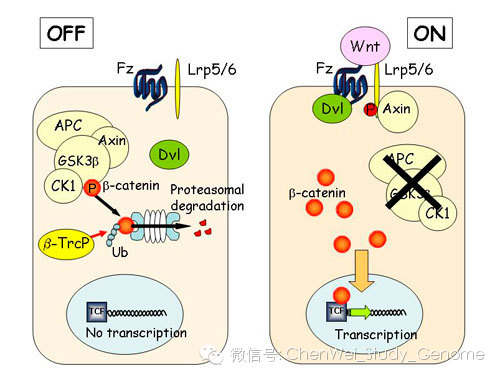 OFF
ON
Wnt
Fz
Lrp5/6
Fz
Lrp5/6
Dvl
P
Axin
APC
Axin
GSK3β
CK1
P
β-catenin
Dvl
Proteasomal
degradation
β-TrcP
Ub
APC
GSK3β
CK1
β-catenin
TCF
No transcription
TCF
Transcription
微信号: ChenWei_Study_Genome